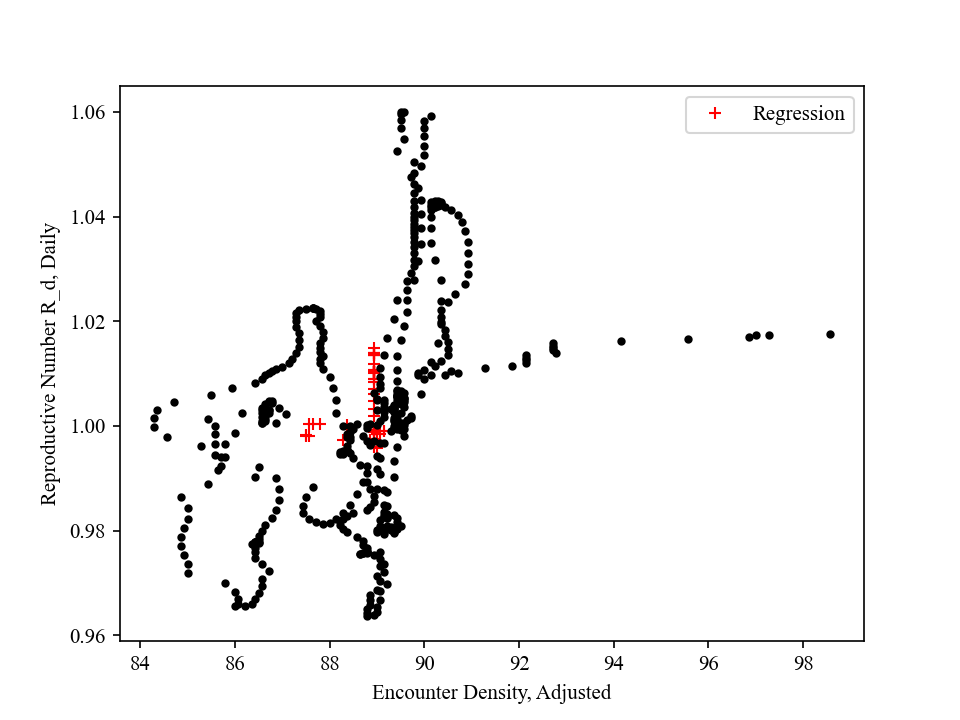 Regression
1.06
1.04
1.02
1.00
0.98
0.96
Reproductive Number R_d, Daily
84 86 88 90 92 94 96 98
Encounter Density, Adjusted